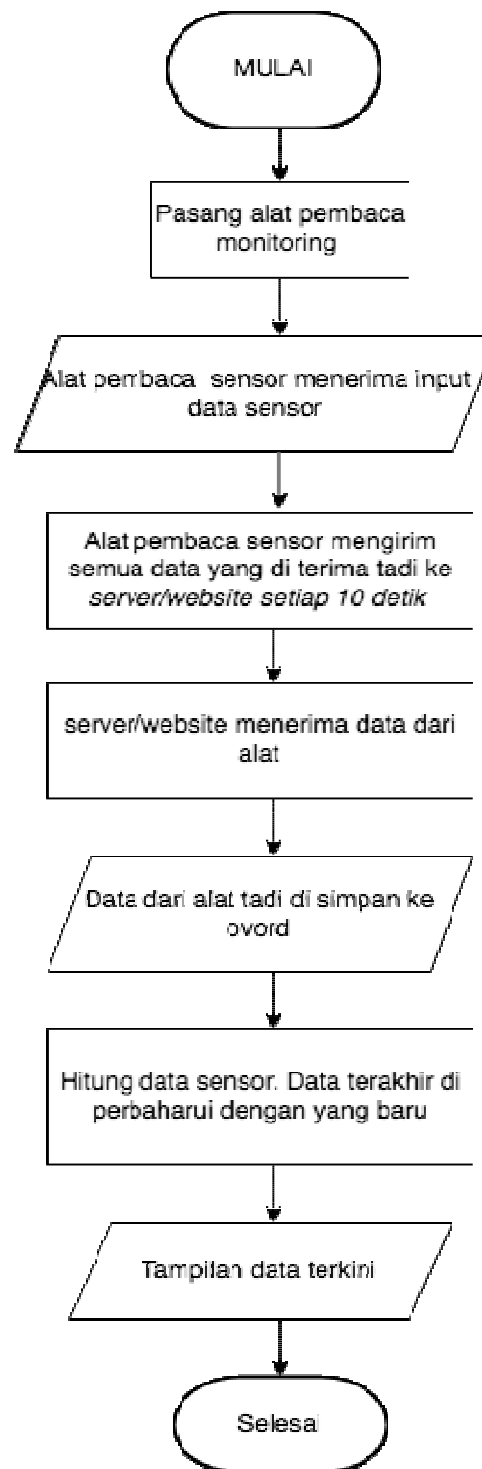 MULAI
Pasang alat pembaca
monitoring
Alat pembaca sensor menerima input
data sensor
Alat pembaca sensor mengirim
semua data yang di terima tadi ke
server/website setiap 10 detik
server/website menerima data dari
alat
Data dari alat tadi di simpan ke
ovord
Hitung data sensor. Data terakhir di
perbaharui dengan yang baru
Tampilan data terkini
Selesai